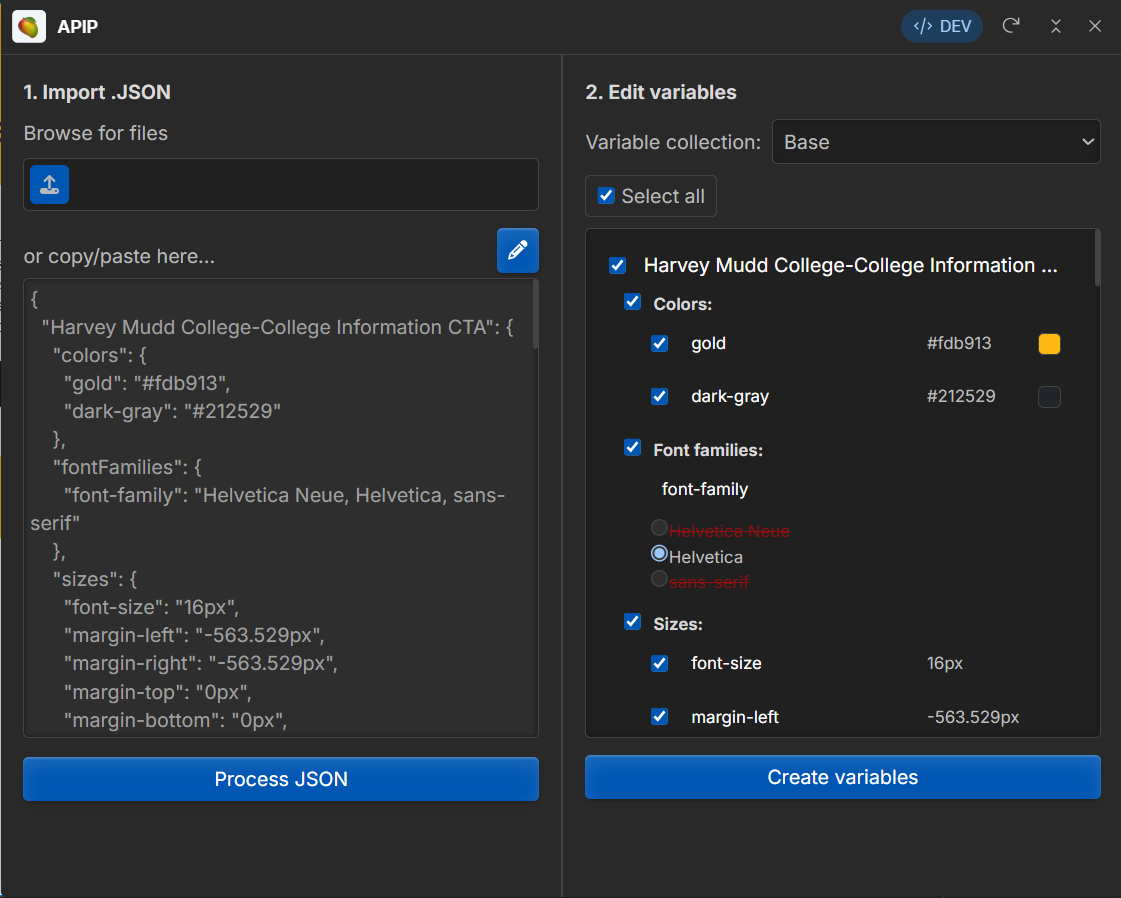 APIP
</> DEV
1. Import .JSON
Browse for files
or copy/paste here...
{
"Harvey Mudd College-College Information CTA": {
"colors": {
"gold": "#fdb913",
"dark-gray": "#212529"
},
"fontFamilies": {
"font-family": "Helvetica Neue, Helvetica, sans-
serif"
},
"sizes": {
"font-size": "16px",
"margin-left": "-563.529px",
"margin-right": "-563.529px",
"margin-top": "0px",
"margin-bottom": "0px",
Process JSON
2. Edit variables
Variable collection: Base
Select all
Harvey Mudd College-College Information ...
Colors:
gold #fdb913
dark-gray #212529
Font families:
font-family
Helvetica Neue
Helvetica
sans-serif
Sizes:
font-size 16px
margin-left -563.529px
Create variables